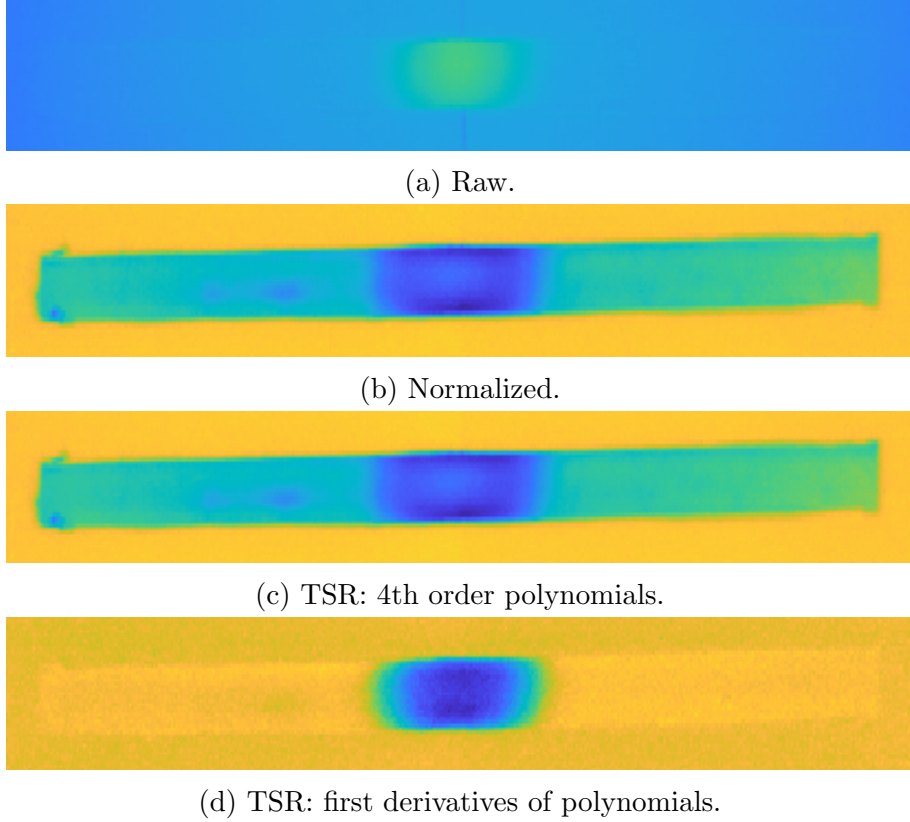 (a) Raw.
(b) Normalized.
(c) TSR: 4th order polynomials.
(d) TSR: first derivatives of polynomials.